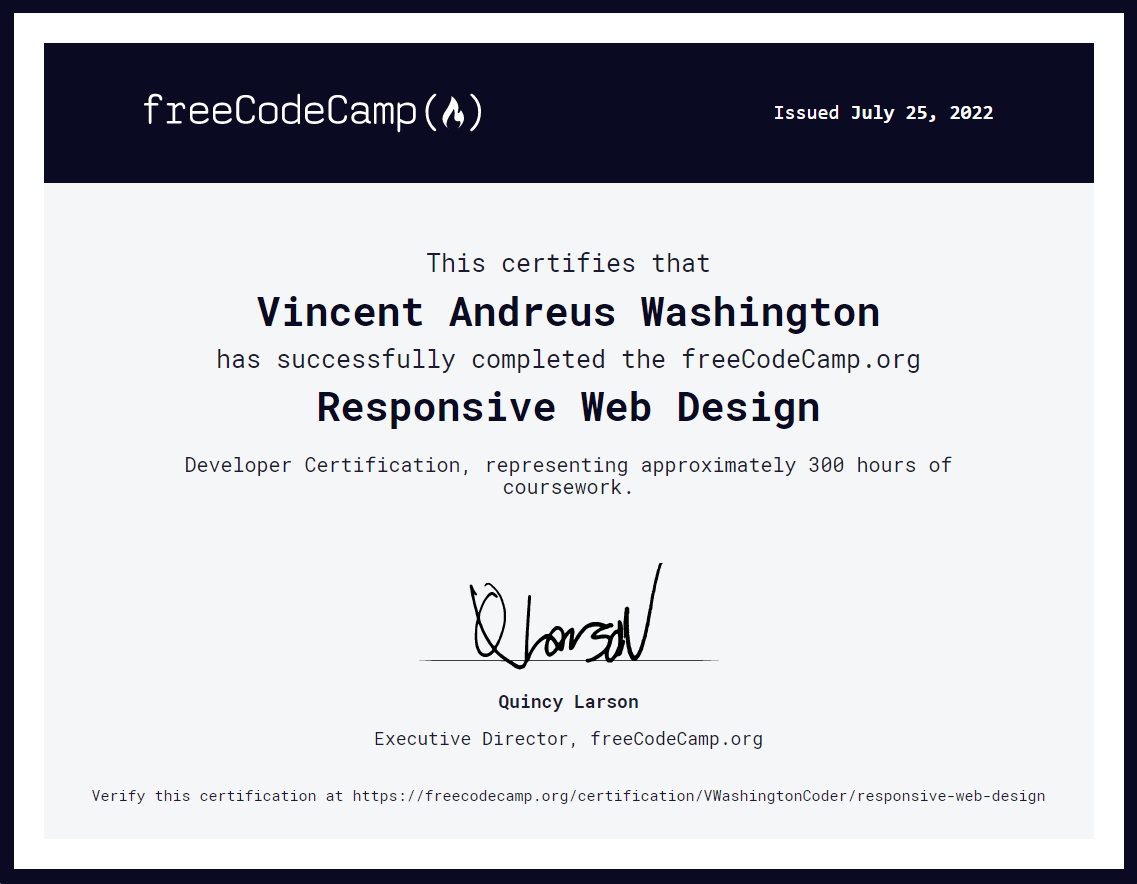 freeCodeCamp(🔥)
Issued July 25, 2022
This certifies that
Vincent Andreus Washington
has successfully completed the freeCodeCamp.org
Responsive Web Design
Developer Certification, representing approximately 300 hours of
coursework.
Q Larson
Quincy Larson
Executive Director, freeCodeCamp.org
Verify this certification at https://freecodecamp.org/certification/VWashingtonCoder/responsive-web-design